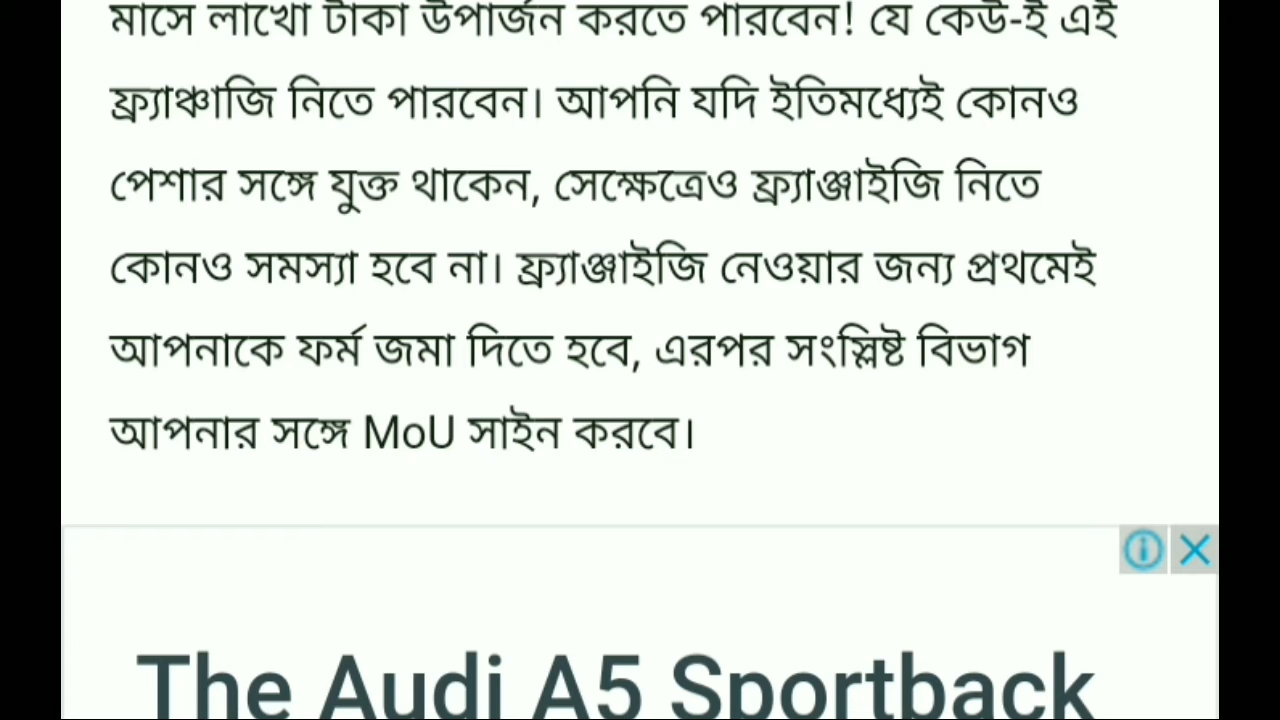 মাসে লাখো টাকা উপার্জন করতে পারবেন! যে কেউ-ই এই
ফ্র্যাঞ্চাজি নিতে পারবেন। আপনি যদি ইতিমধ্যেই কোনও
পেশার সঙ্গে যুক্ত থাকেন, সেক্ষেত্রেও ফ্র্যাঞ্জাইজি নিতে
কোনও সমস্যা হবে না। ফ্র্যাঞ্জাইজি নেওয়ার জন্য প্রথমেই
আপনাকে ফর্ম জমা দিতে হবে, এরপর সংস্লিষ্ট বিভাগ
আপনার সঙ্গে MoU সাইন করবে।
The Audi A5 Sportback